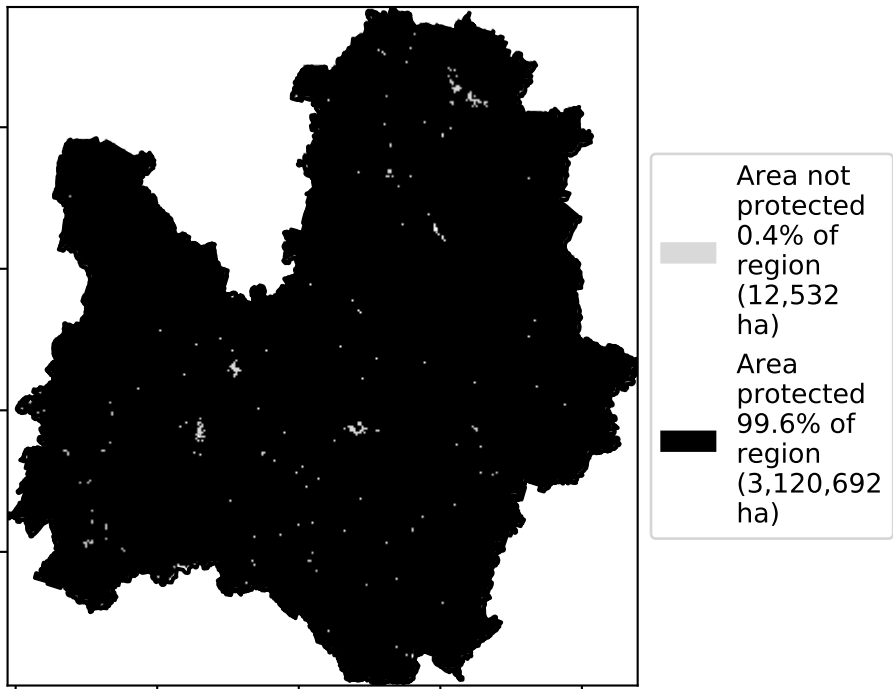 Area not
protected
0.4% of
region
(12,532
ha)
Area
protected
99.6% of
region
(3,120,692
ha)